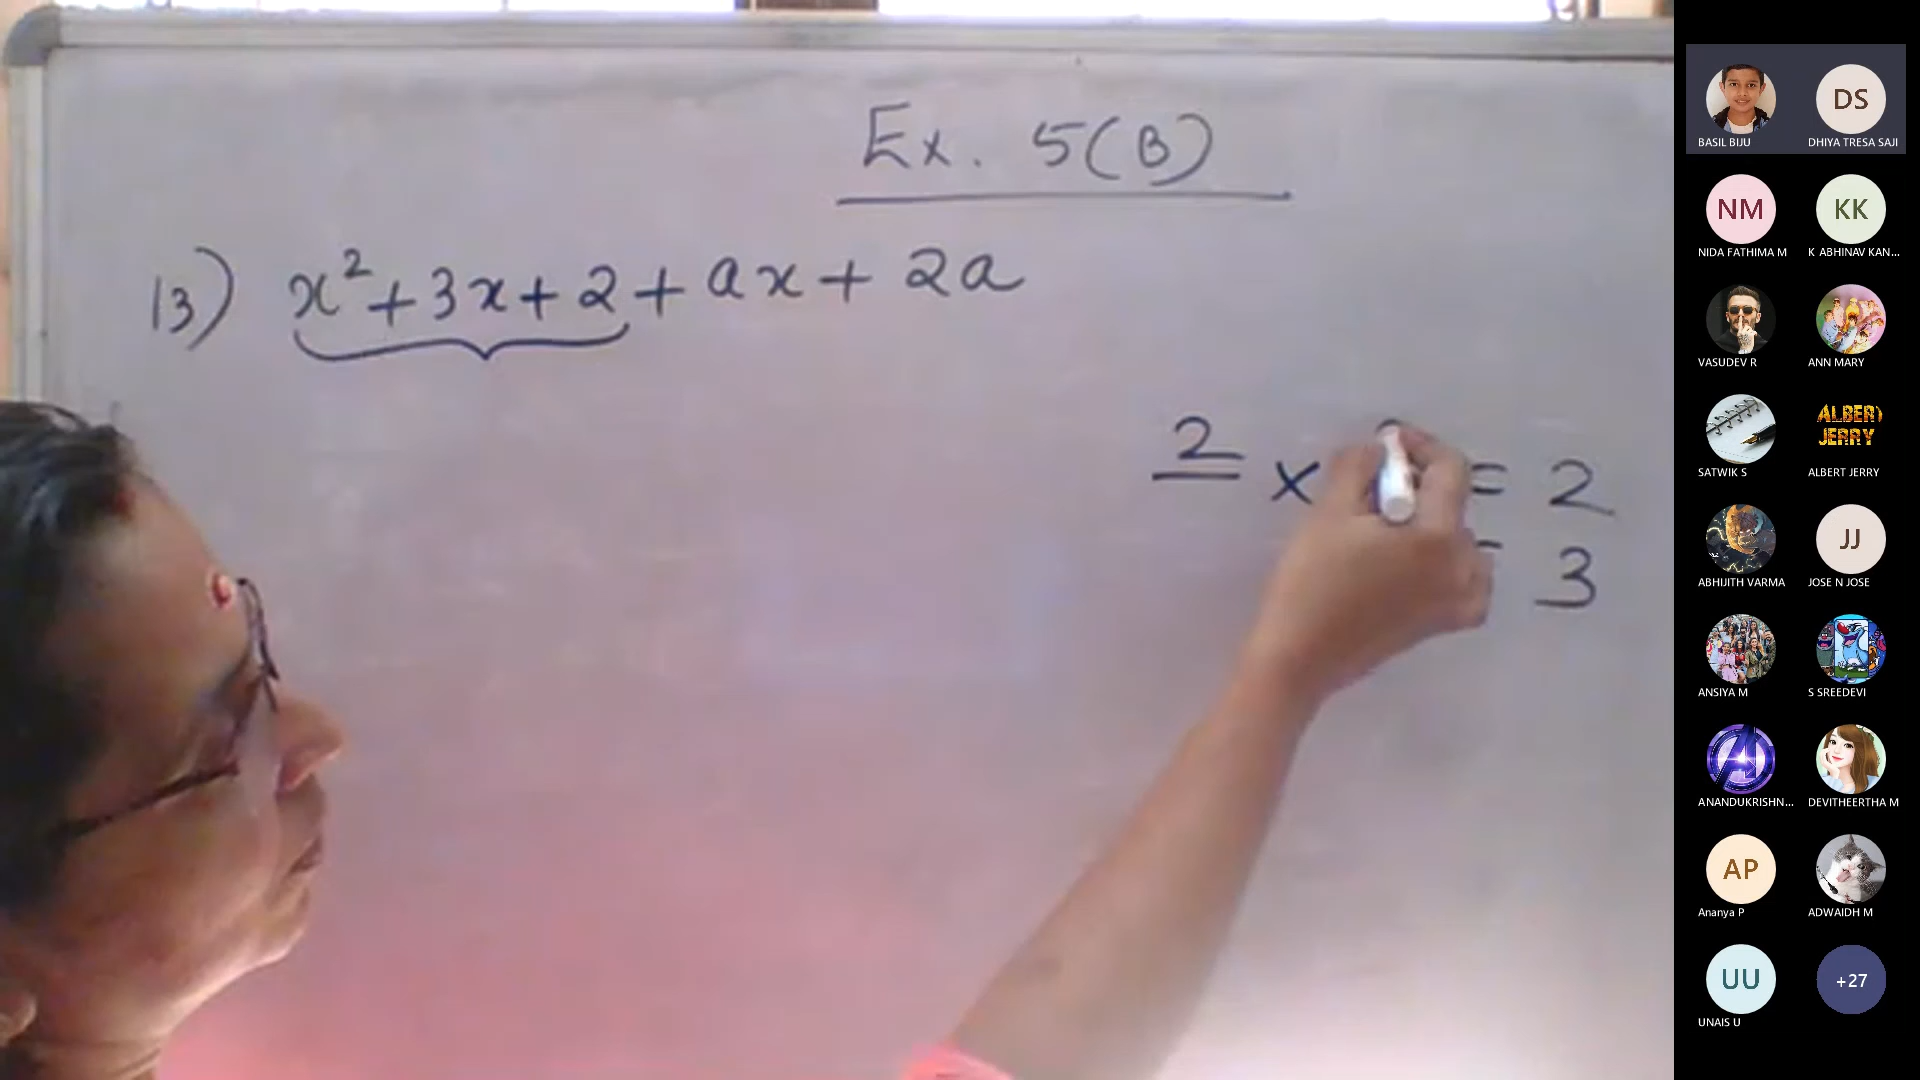 Ex. 5(B)
13) x² + 3x + 2 + ax + 2a
2 × = 2
= 3
DS
BASIL BIJU
DHIYA TRESA SAJI
NM
KK
NIDA FATHIMA M
K ABHINAV KAN...
VASUDEV R
ANN MARY
ALBERT
JERRY
SATWIK S
ALBERT JERRY
JJ
ABHIJITH VARMA
JOSE N JOSE
ANSIYA M
S SREEDEVI
ANANDUKRISHN...
DEVITHEERTHA M
AP
Ananya P
ADWAIDH M
UU
+27
UNAIS U